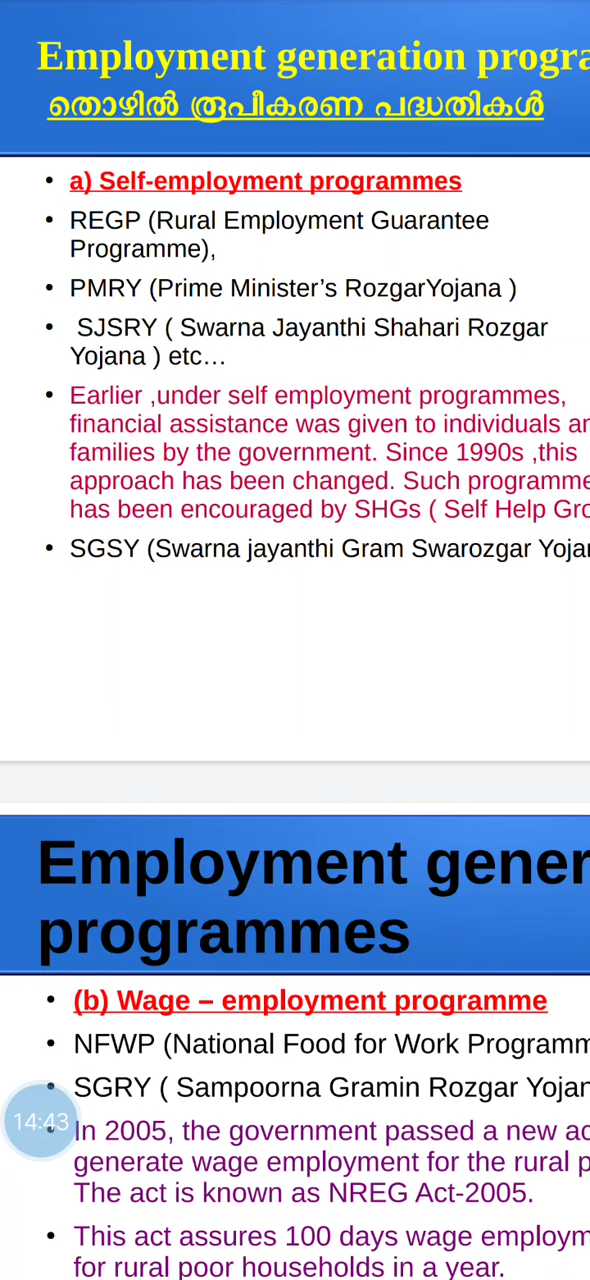 Employment generation progra
തൊഴിൽ രൂപീകരണ പദ്ധതികൾ
• a) Self-employment programmes
• REGP (Rural Employment Guarantee
Programme),
• PMRY (Prime Minister’s RozgarYojana )
• SJSRY ( Swarna Jayanthi Shahari Rozgar
Yojana ) etc…
• Earlier ,under self employment programmes,
financial assistance was given to individuals an
families by the government. Since 1990s ,this
approach has been changed. Such programme
has been encouraged by SHGs ( Self Help Gro
• SGSY (Swarna jayanthi Gram Swarozgar Yojan
Employment gener
programmes
• (b) Wage – employment programme
• NFWP (National Food for Work Programm
• SGRY ( Sampoorna Gramin Rozgar Yojan
14:43
• In 2005, the government passed a new ac
generate wage employment for the rural p
The act is known as NREG Act-2005.
• This act assures 100 days wage employm
for rural poor households in a year.